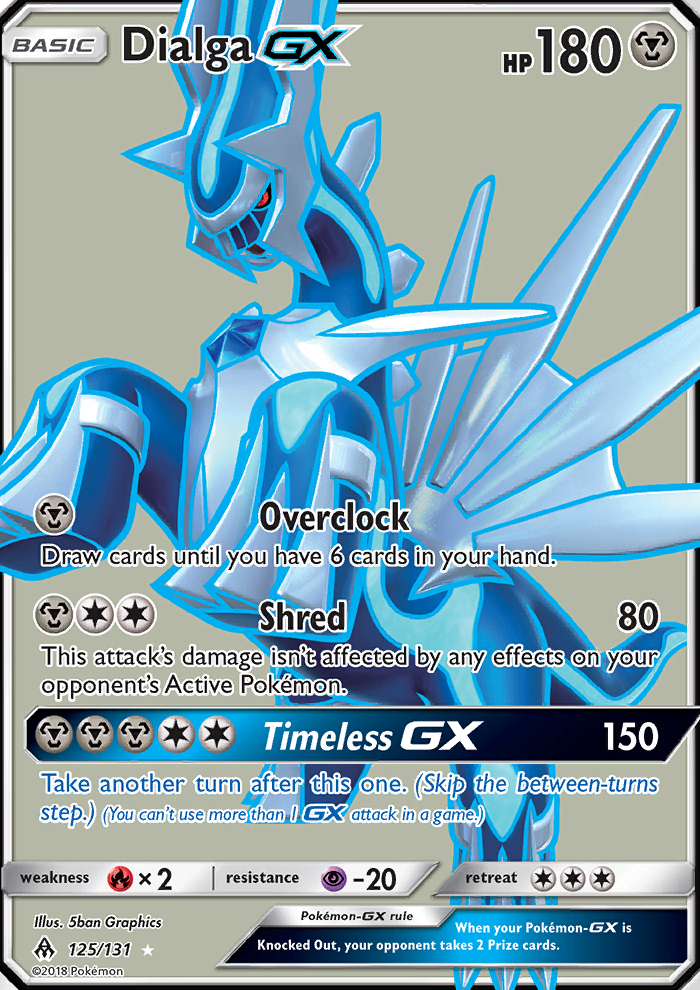 BASIC Dialga GX HP 180
Overclock
Draw cards until you have 6 cards in your hand.
Shred 80
This attack's damage isn't affected by any effects on your
opponent's Active Pokémon.
Timeless GX 150
Take another turn after this one. (Skip the between-turns
step.) (You can't use more than 1 GX attack in a game.)
weakness ×2 resistance -20 retreat
Illus. 5ban Graphics
Pokémon-GX rule
When your Pokémon-GX is
Knocked Out, your opponent takes 2 Prize cards.
125/131
©2018 Pokémon